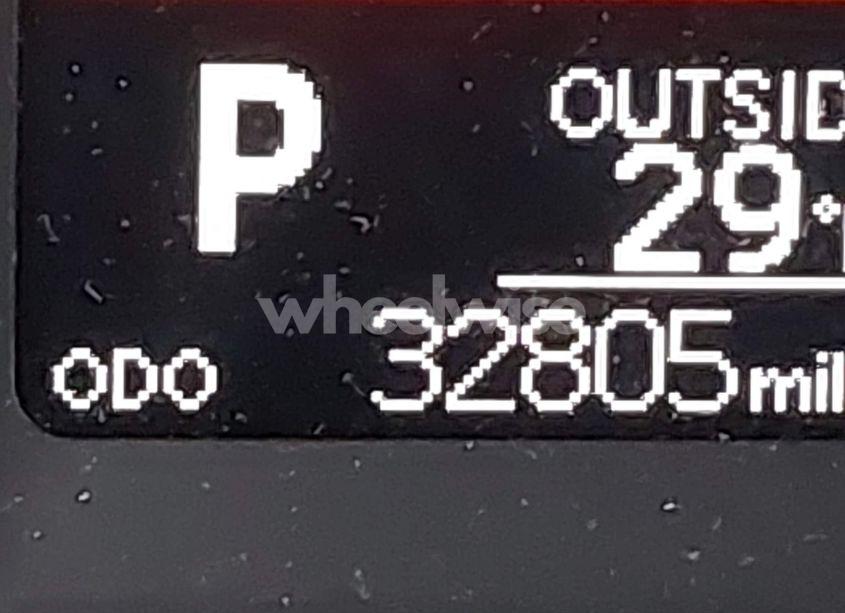 P
OUTSID
29
wheelwise
ODO 32805 mil